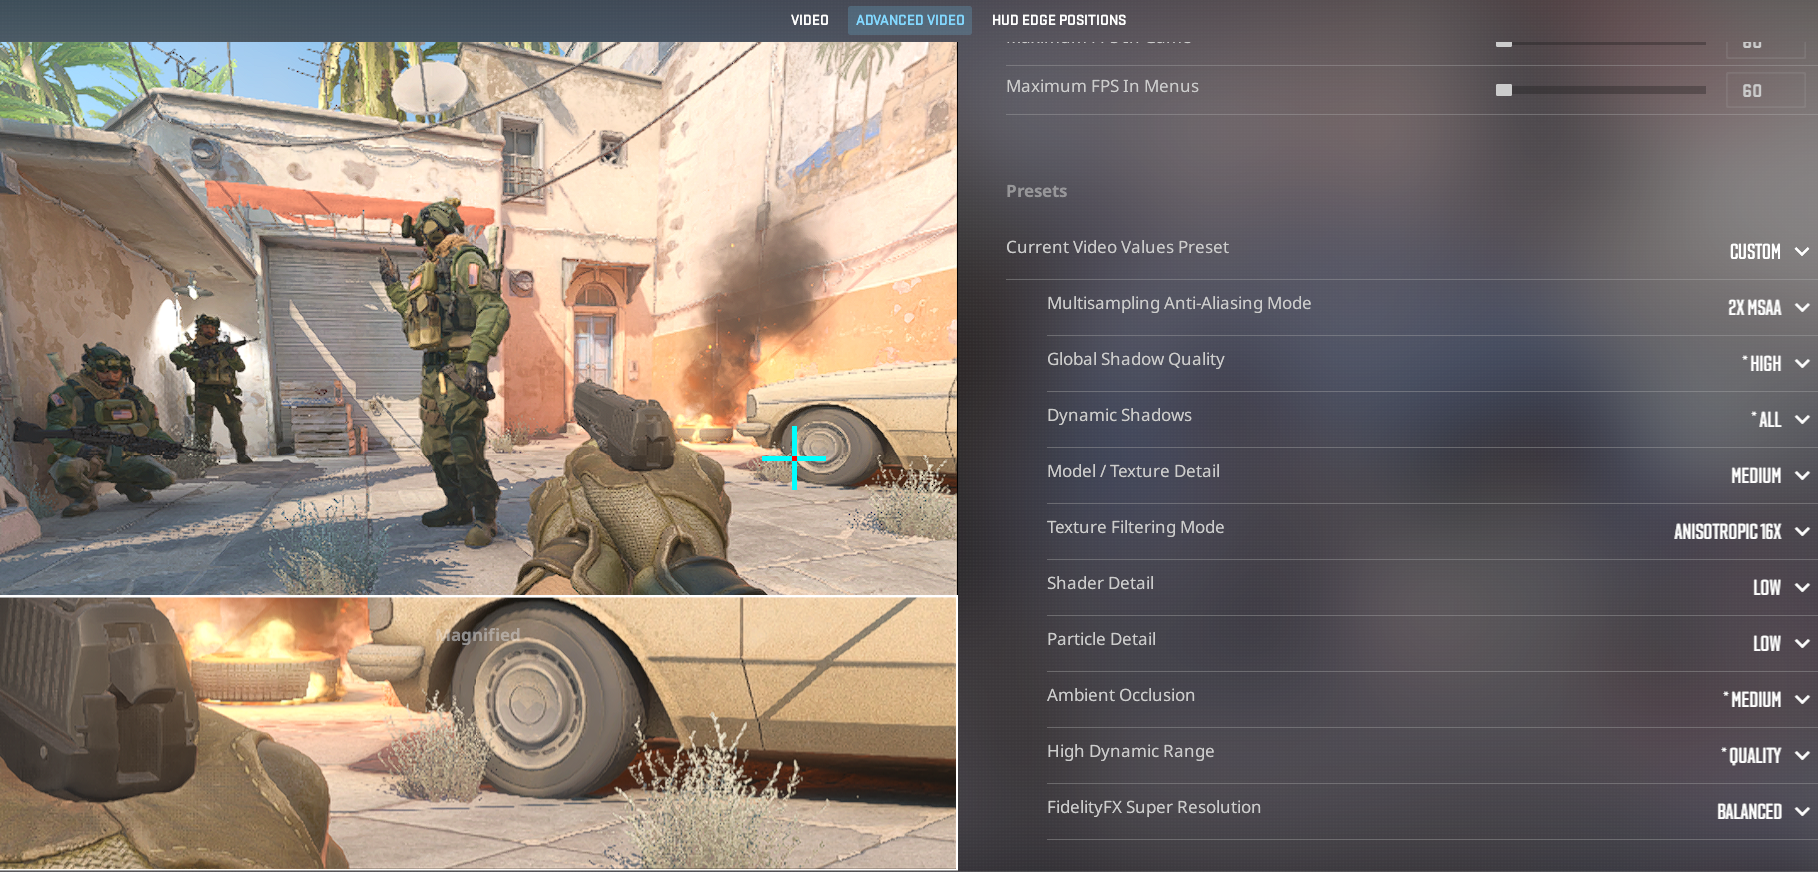 VIDEO
ADVANCED VIDEO
HUD EDGE POSITIONS
Maximum FPS In Menus
60
Presets
Current Video Values Preset
CUSTOM
Multisampling Anti-Aliasing Mode
2X MSAA
Global Shadow Quality
* HIGH
Dynamic Shadows
* ALL
Model / Texture Detail
MEDIUM
Texture Filtering Mode
ANISOTROPIC 16X
Shader Detail
LOW
Magnified
Particle Detail
LOW
Ambient Occlusion
* MEDIUM
High Dynamic Range
* QUALITY
FidelityFX Super Resolution
BALANCED